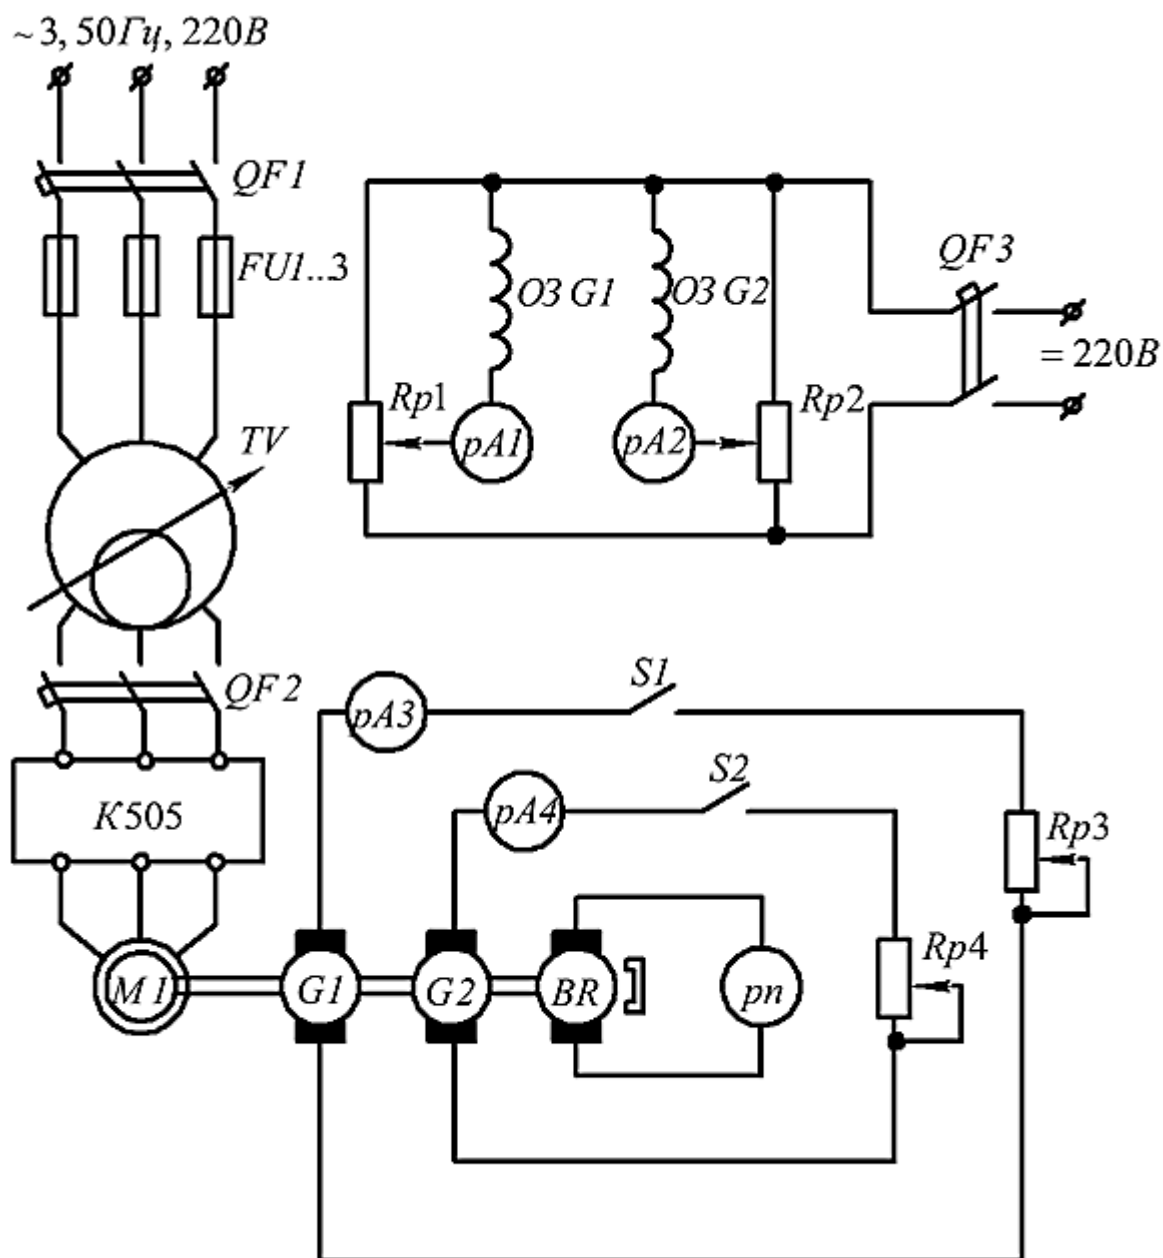 ~3, 50Гц, 220В
QF1
FU1..3
QF3
ОЗ G1
ОЗ G2
= 220В
Rp1
Rp2
pA1
pA2
TV
QF2
S1
pA3
S2
К505
pA4
Rp3
Rp4
M1
G1
G2
BR
pn